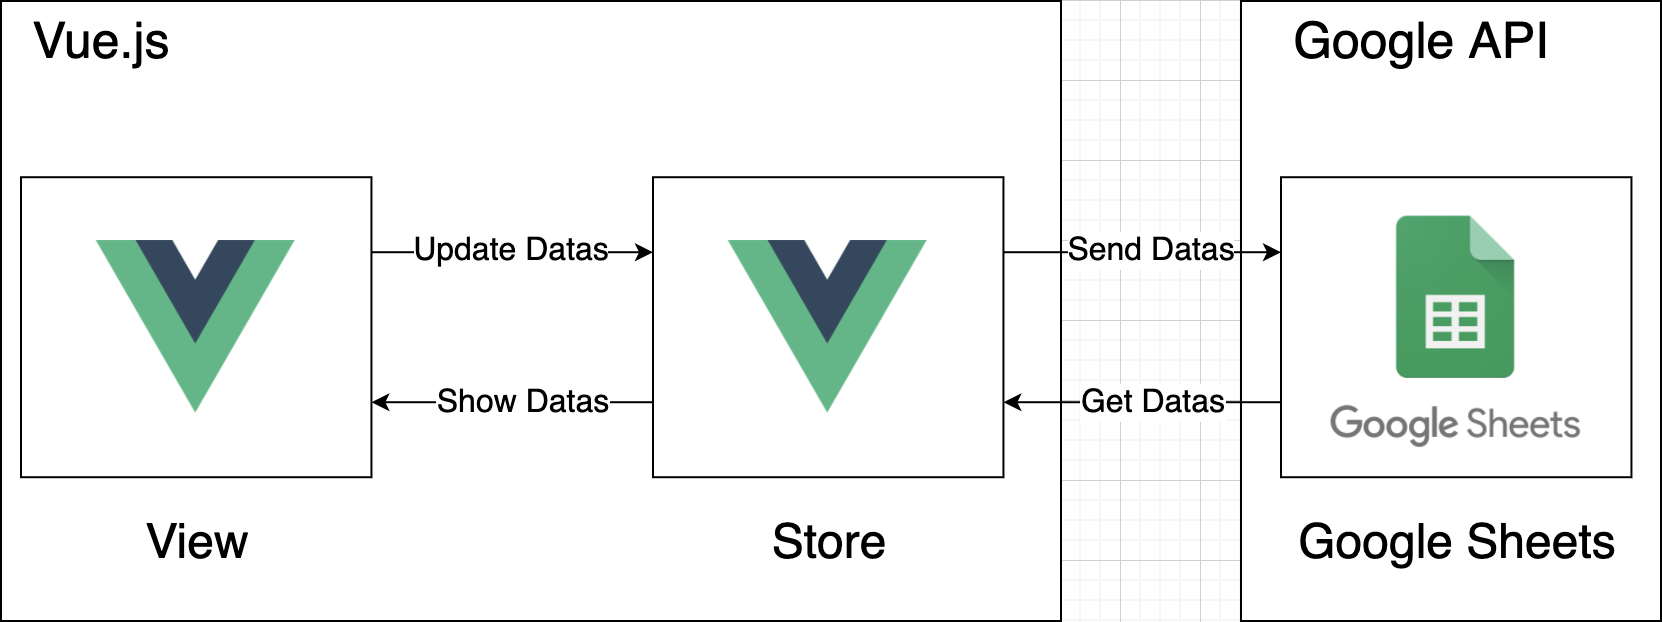 Vue.js
Google API
Update Datas
Send Datas
Show Datas
Get Datas
Google Sheets
View
Store
Google Sheets